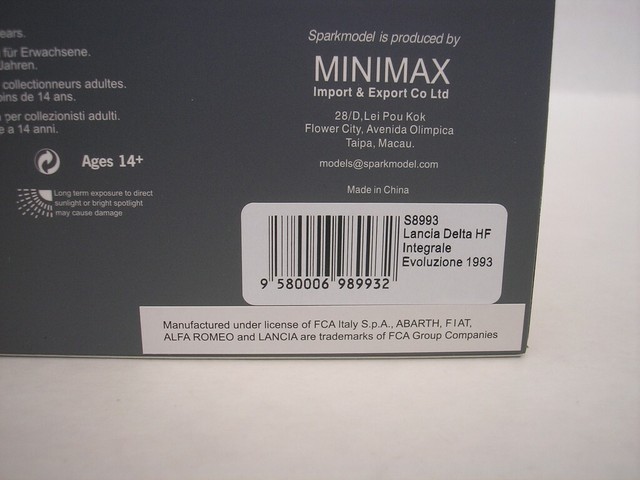 ears.
für Erwachsene.
Jahren.
collectionneurs adultes.
oins de 14 ans.
per collezionisti adulti.
e a 14 anni.
Ages 14+
Long term exposure to direct
sunlight or bright spotlight
may cause damage
Sparkmodel is produced by
MINIMAX
Import & Export Co Ltd
28/D,Lei Pou Kok
Flower City, Avenida Olimpica
Taipa, Macau.
models@sparkmodel.com
Made in China
S8993
Lancia Delta HF
Integrale
Evoluzione 1993
9 580006 989932
Manufactured under license of FCA Italy S.p.A., ABARTH, FIAT,
ALFA ROMEO and LANCIA are trademarks of FCA Group Companies